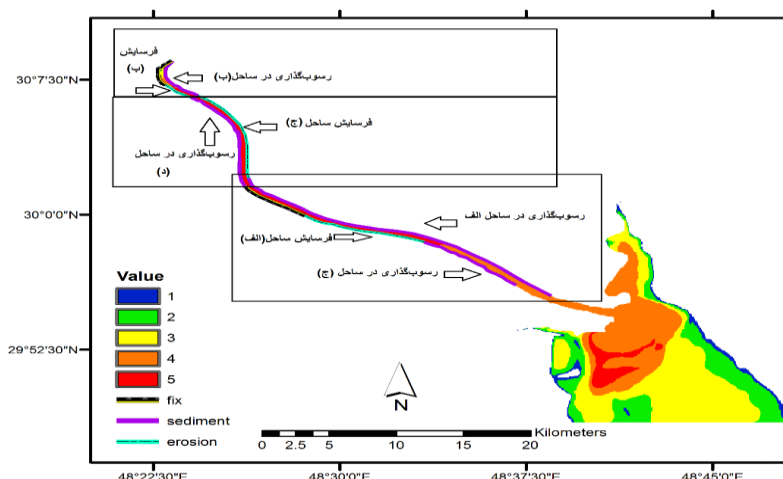 فرسایش
(ب)
رسوب‌گذاری در ساحل(ب)
30°7'30"N
فرسایش ساحل (ج)
رسوب‌گذاری در ساحل
(د)
30°0'0"N
رسوب‌گذاری در ساحل الف
فرسایش ساحل(الف)
رسوب‌گذاری در ساحل (ج)
Value
1
2
3
4
5
fix
sediment
erosion
29°52'30"N
N
Kilometers
0 2.5 5 10 15 20
48°22'30"E 48°30'0"E 48°37'30"E 48°45'0"E